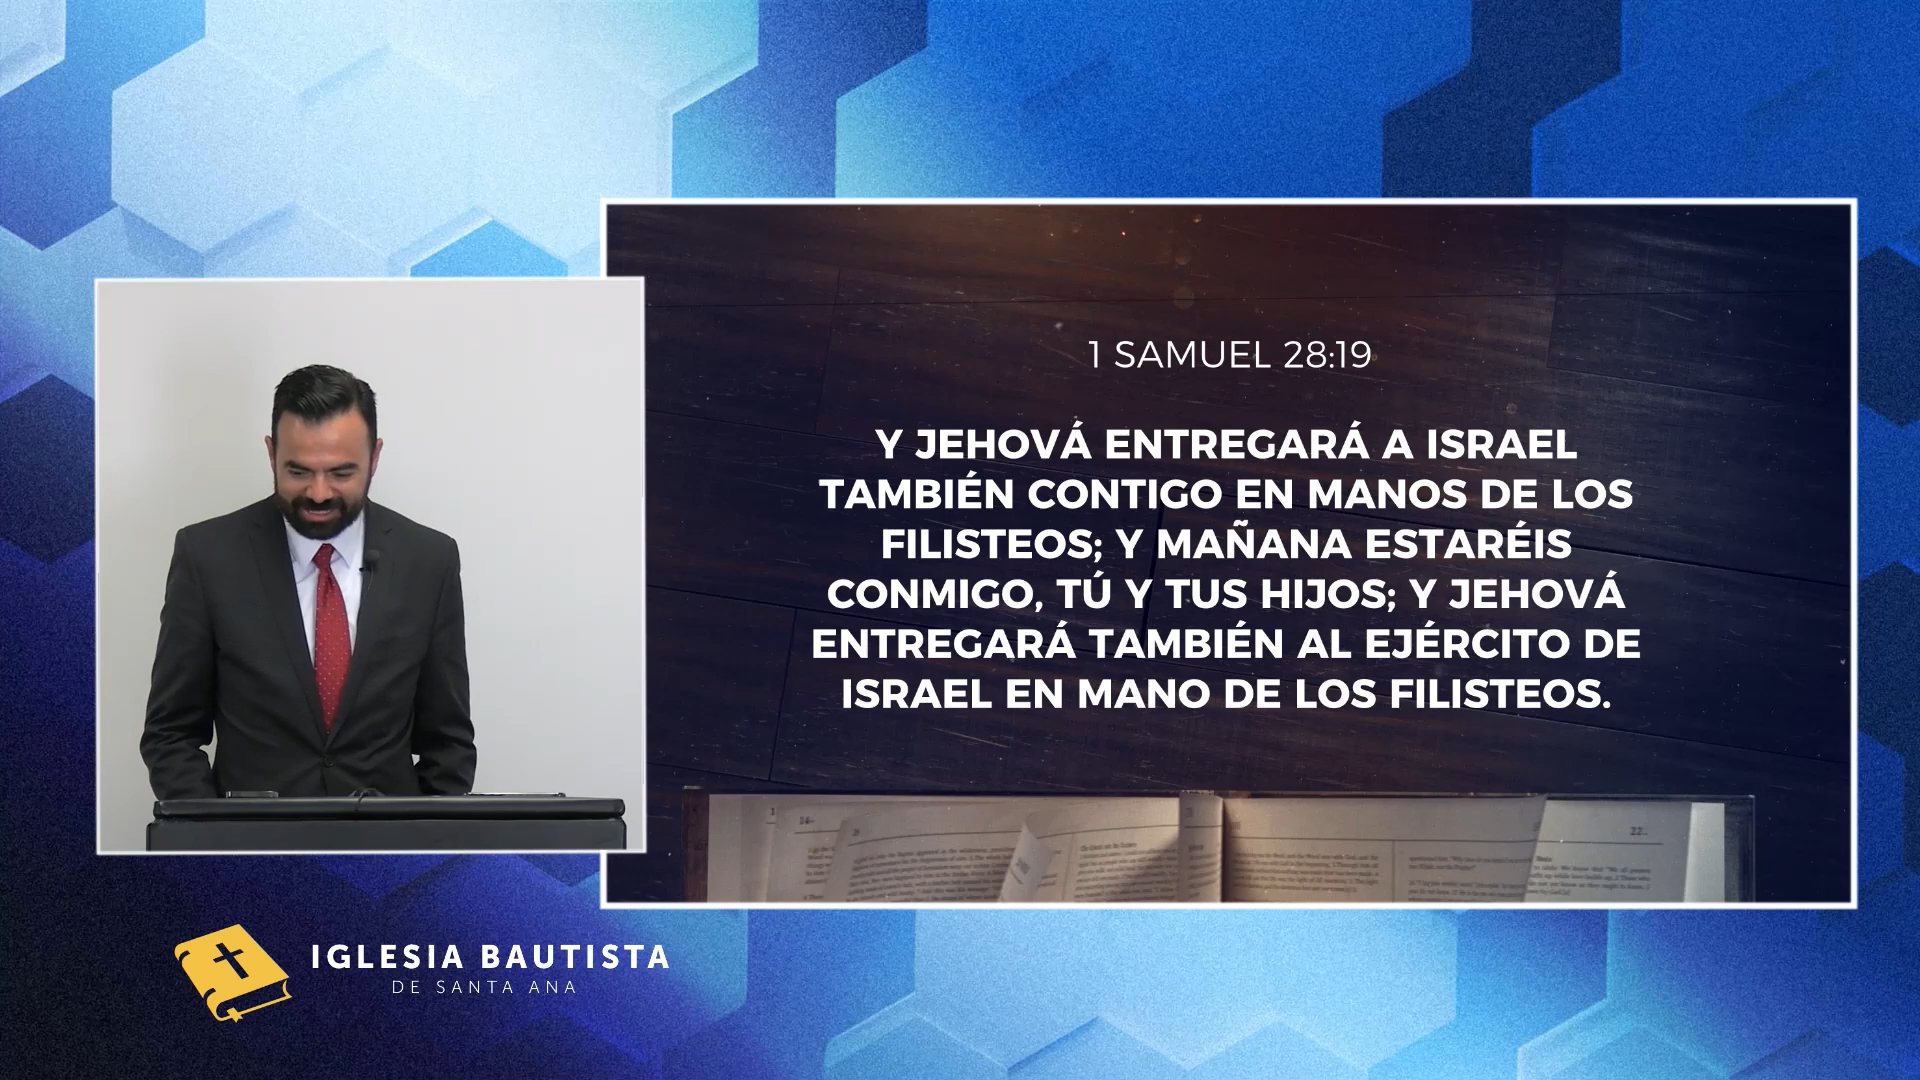 1 SAMUEL 28:19
Y JEHOVÁ ENTREGARÁ A ISRAEL
TAMBIÉN CONTIGO EN MANOS DE LOS
FILISTEOS; Y MAÑANA ESTARÉIS
CONMIGO, TÚ Y TUS HIJOS; Y JEHOVÁ
ENTREGARÁ TAMBIÉN AL EJÉRCITO DE
ISRAEL EN MANO DE LOS FILISTEOS.
IGLESIA BAUTISTA
DE SANTA ANA